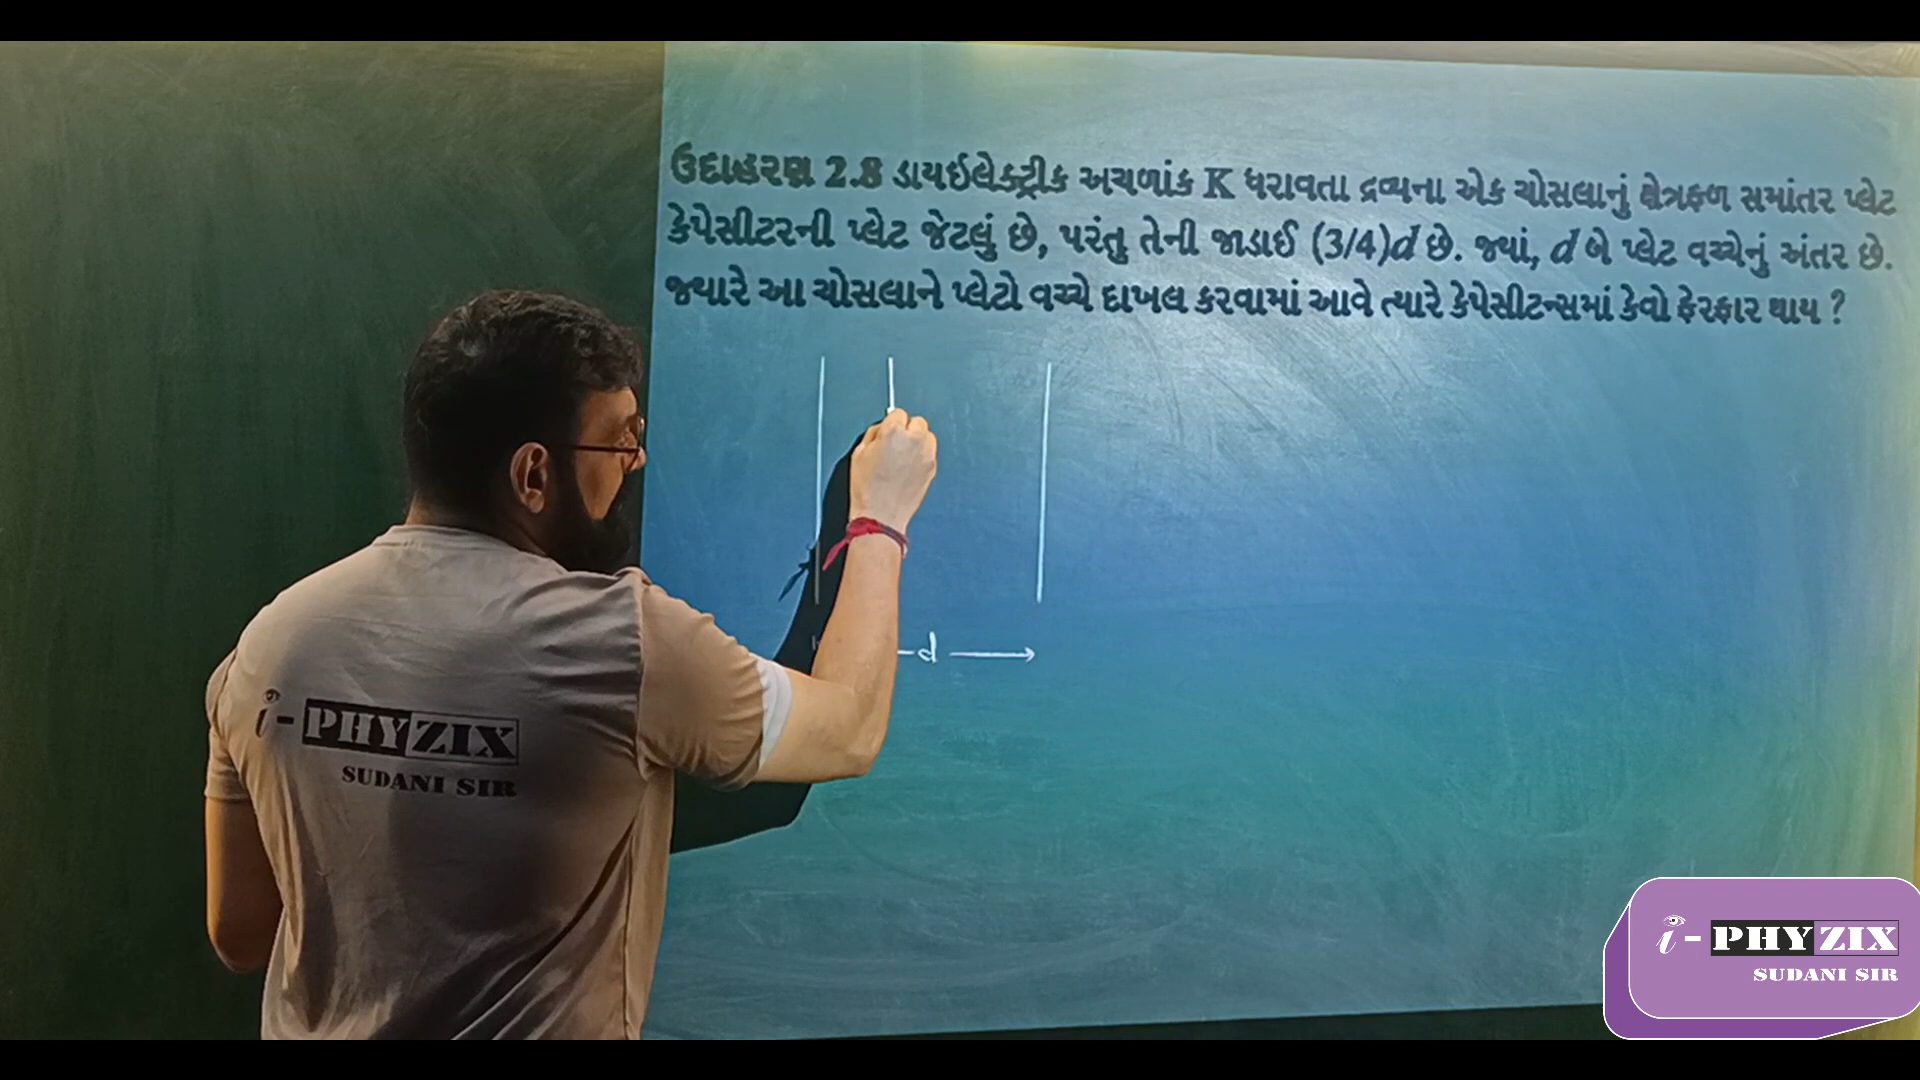 ઉદાહરણ 2.8 ડાયઇલેક્ટ્રીક અચળાંક K ધરાવતા દ્રવ્યના એક ચોસલાનું ક્ષેત્રફળ સમાંતર પ્લેટ
કેપેસીટરની પ્લેટ જેટલું છે, પરંતુ તેની જાડાઈ (3/4)d છે. જ્યાં, d બે પ્લેટ વચ્ચેનું અંતર છે.
જ્યારે આ ચોસલાને પ્લેટો વચ્ચે દાખલ કરવામાં આવે ત્યારે કેપેસીટન્સમાં કેવો ફેરફાર થાય ?
d
i-PHYZIX
SUDANI SIR
i-PHYZIX
SUDANI SIR